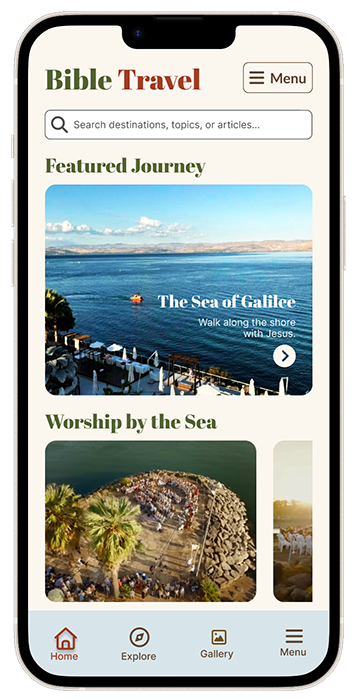 Bible Travel
Menu
Search destinations, topics, or articles...
Featured Journey
The Sea of Galilee
Walk along the shore
with Jesus.
Worship by the Sea
Home
Explore
Gallery
Menu